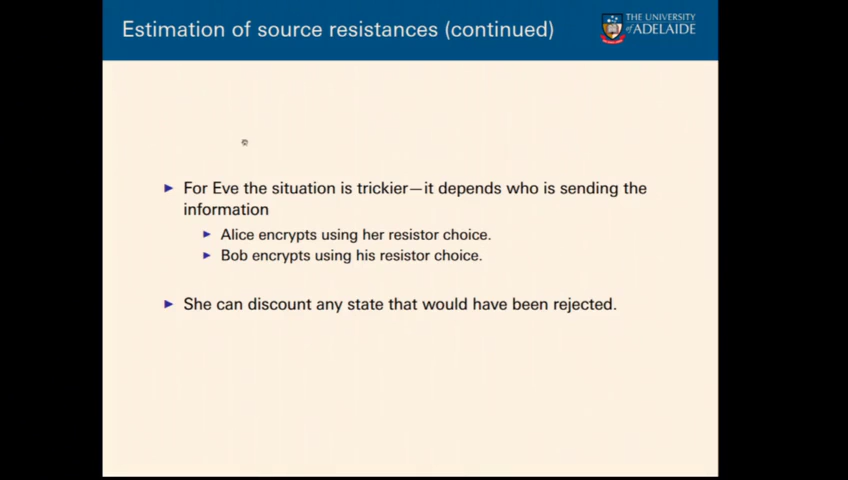 Estimation of source resistances (continued)
THE UNIVERSITY
of ADELAIDE
For Eve the situation is trickier—it depends who is sending the
information
Alice encrypts using her resistor choice.
Bob encrypts using his resistor choice.
She can discount any state that would have been rejected.